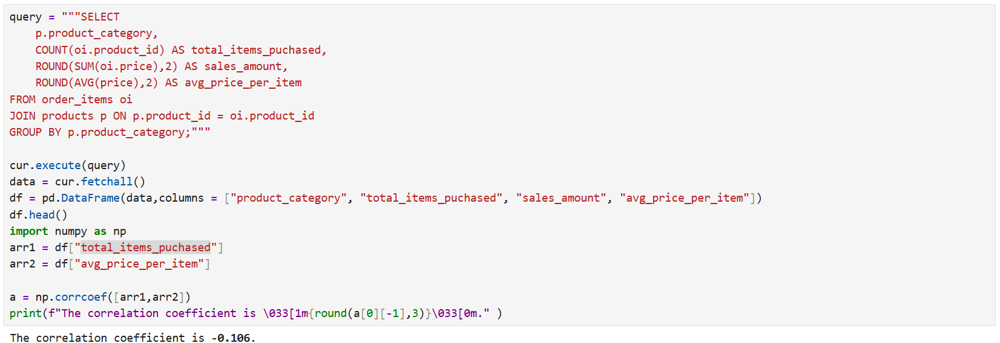 query = """SELECT
    p.product_category,
    COUNT(oi.product_id) AS total_items_puchased,
    ROUND(SUM(oi.price),2) AS sales_amount,
    ROUND(AVG(price),2) AS avg_price_per_item
FROM order_items oi
JOIN products p ON p.product_id = oi.product_id
GROUP BY p.product_category;"""

cur.execute(query)
data = cur.fetchall()
df = pd.DataFrame(data,columns = ["product_category", "total_items_puchased", "sales_amount", "avg_price_per_item"])
df.head()
import numpy as np
arr1 = df["total_items_puchased"]
arr2 = df["avg_price_per_item"]

a = np.corrcoef([arr1,arr2])
print(f"The correlation coefficient is \033[1m{round(a[0][-1],3)}\033[0m." )
The correlation coefficient is -0.106.